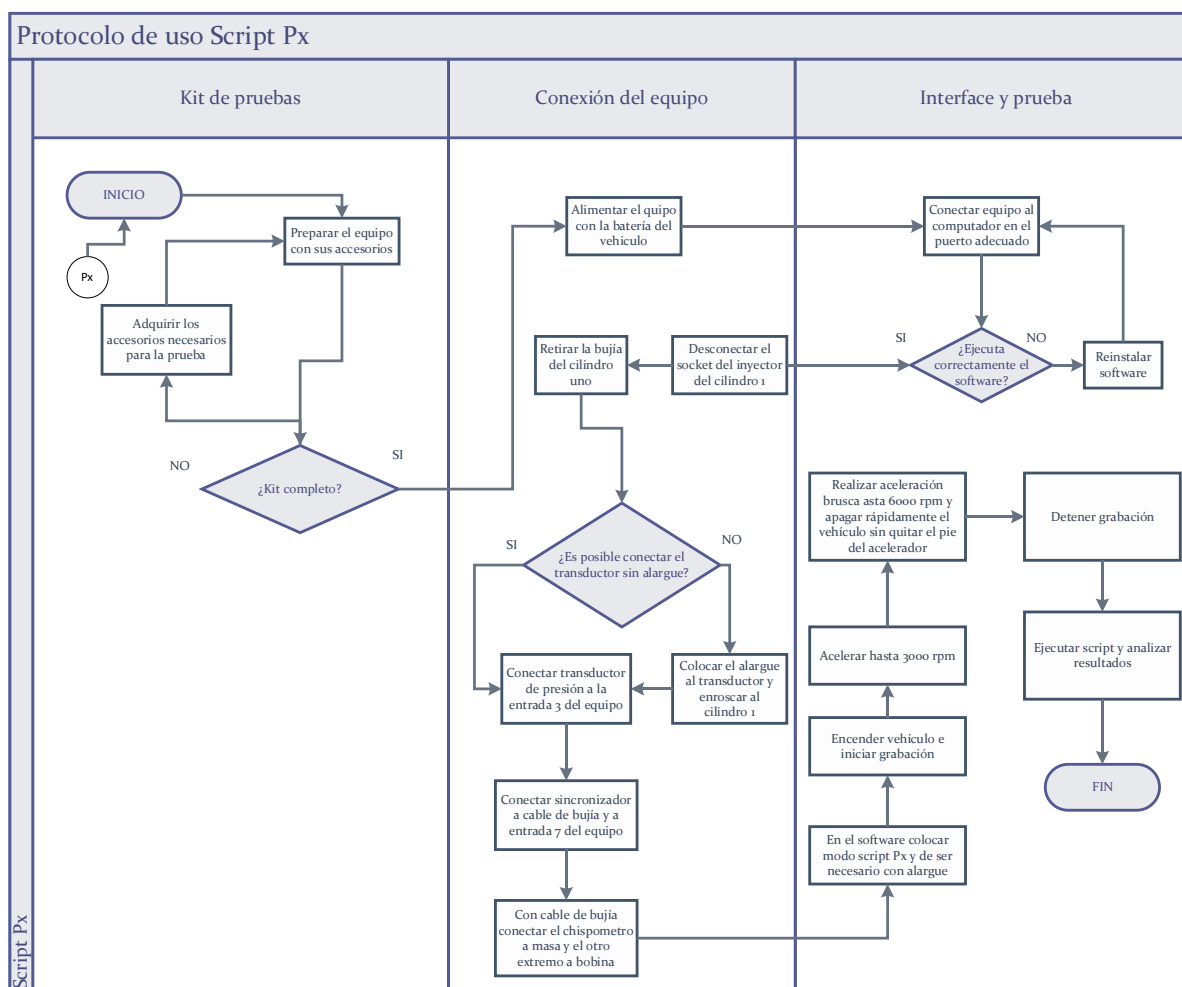 Protocolo de uso Script Px
Kit de pruebas
Conexión del equipo
Interface y prueba
Script Px
INICIO
Px
Preparar el equipo
con sus accesorios
Adquirir los
accesorios necesarios
para la prueba
NO
SI
¿Kit completo?
Alimentar el quipo
con la batería del
vehiculo
Retirar la bujía
del cilindro
uno
Desconectar el
socket del inyector
del cilindro 1
SI
NO
¿Es posible conectar el
transductor sin alargue?
Conectar transductor
de presión a la
entrada 3 del equipo
Colocar el alargue
al transductor y
enroscar al
cilindro 1
Conectar sincronizador
a cable de bujía y a
entrada 7 del equipo
Con cable de bujía
conectar el chispometro
a masa y el otro
extremo a bobina
Conectar equipo al
computador en el
puerto adecuado
SI
NO
¿Ejecuta
correctamente el
software?
Reinstalar
software
Realizar aceleración
brusca asta 6000 rpm y
apagar rápidamente el
vehículo sin quitar el pie
del acelerador
Detener grabación
Acelerar hasta 3000 rpm
Ejecutar script y analizar
resultados
Encender vehículo e
iniciar grabación
FIN
En el software colocar
modo script Px y de ser
necesario con alargue